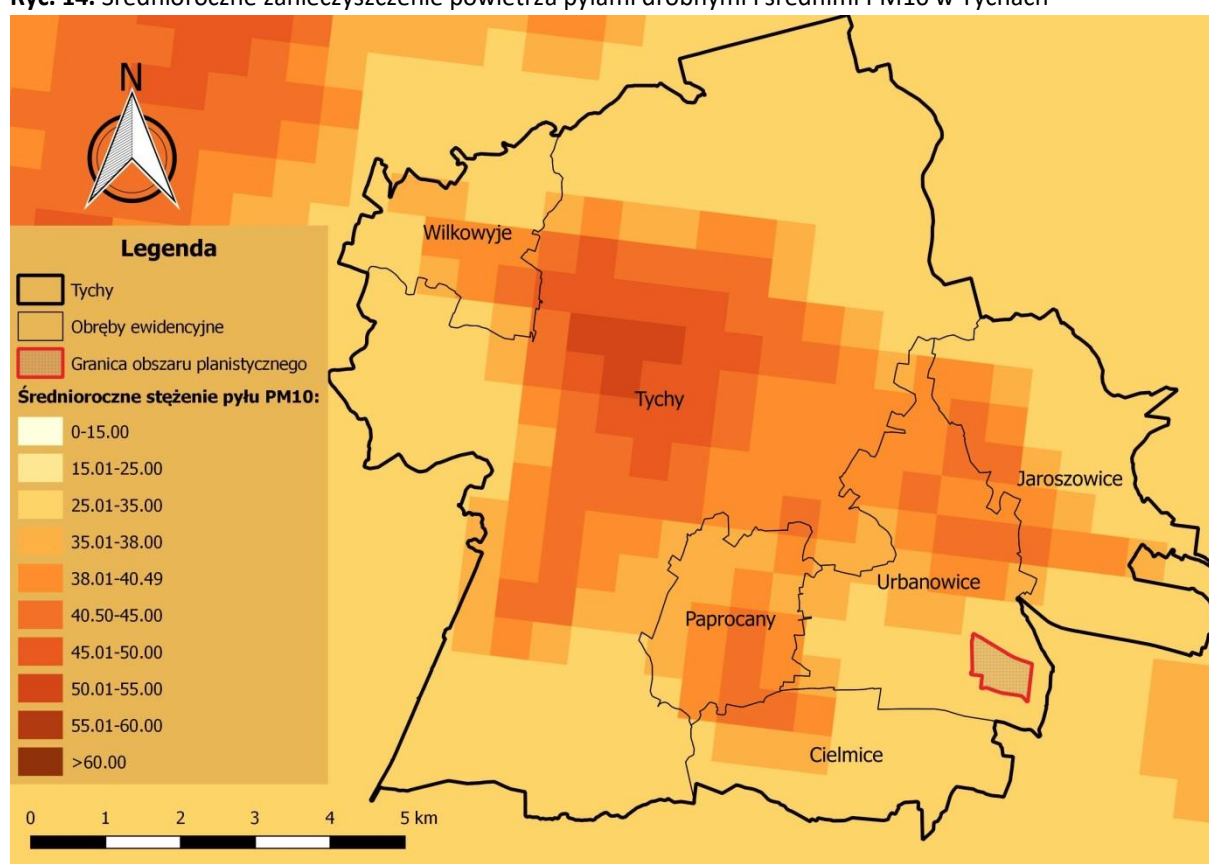 Ryc. 14. Średnioroczne zanieczyszczenie powietrza pyłami drobnymi i średnimi PM10 w Tychach
N
Wilkowyje
Tychy
Jaroszowice
Urbanowice
Paprocany
Cielmice
Legenda
Tychy
Obręby ewidencyjne
Granica obszaru planistycznego
Średnioroczne stężenie pyłu PM10:
0-15.00
15.01-25.00
25.01-35.00
35.01-38.00
38.01-40.49
40.50-45.00
45.01-50.00
50.01-55.00
55.01-60.00
>60.00
0 1 2 3 4 5 km